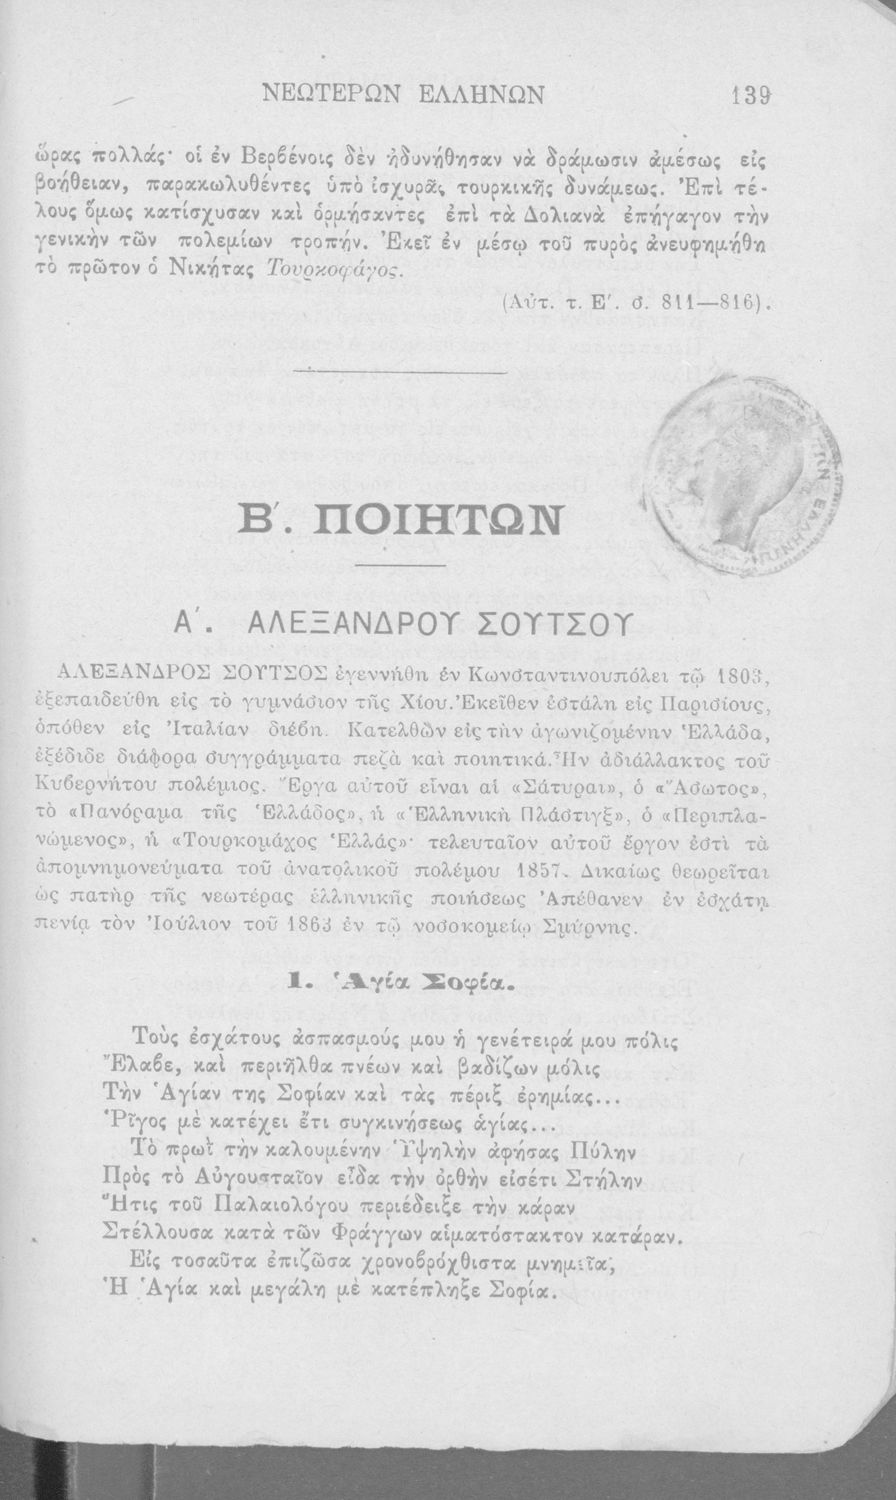 ΝΕΩΤΕΡΩΝ ΕΛΛΗΝΩΝ 139
ὥρας πολλάς· οἱ ἐν Βερϐένοις δὲν ἠδυνήθησαν νὰ δράμωσιν ἀμέσως εἰς
βοήθειαν, παρακωλυθέντες ὑπὸ ἰσχυρᾶς τουρκικῆς δυνάμεως. Ἐπὶ τέ-
λους ὅμως κατίσχυσαν καὶ ὁρμήσαντες ἐπὶ τὰ Δολιανὰ ἐπήγαγον τὴν
γενικὴν τῶν πολεμίων τροπήν. Ἐκεῖ ἐν μέσῳ τοῦ πυρὸς ἀνευφημήθη
τὸ πρῶτον ὁ Νικήτας Τουρκοφάγος.
(Αὐτ. τ. Ε΄. σ. 811—816).
Β΄. ΠΟΙΗΤΩΝ
Α΄. ΑΛΕΞΑΝΔΡΟΥ ΣΟΥΤΣΟΥ
ΑΛΕΞΑΝΔΡΟΣ ΣΟΥΤΣΟΣ ἐγεννήθη ἐν Κωνσταντινουπόλει τῷ 1803,
ἐξεπαιδεύθη εἰς τὸ γυμνάσιον τῆς Χίου. Ἐκεῖθεν ἐστάλη εἰς Παρισίους,
ὁπόθεν εἰς Ἰταλίαν διέϐη. Κατελθὼν εἰς τὴν ἀγωνιζομένην Ἑλλάδα,
ἐξέδιδε διάφορα συγγράμματα πεζὰ καὶ ποιητικά. Ἦν ἀδιάλλακτος τοῦ
Κυϐερνήτου πολέμιος. Ἔργα αὐτοῦ εἶναι αἱ «Σάτυραι», ὁ «Ἄσωτος»,
τὸ «Πανόραμα τῆς Ἑλλάδος», ἡ «Ἑλληνικὴ Πλάστιγξ», ὁ «Περιπλα-
νώμενος», ἡ «Τουρκομάχος Ἑλλάς»· τελευταῖον αὐτοῦ ἔργον ἐστὶ τὰ
ἀπομνημονεύματα τοῦ ἀνατολικοῦ πολέμου 1857. Δικαίως θεωρεῖται
ὡς πατὴρ τῆς νεωτέρας ἑλληνικῆς ποιήσεως Ἀπέθανεν ἐν ἐσχάτῃ
πενίᾳ τὸν Ἰούλιον τοῦ 1863 ἐν τῷ νοσοκομείῳ Σμύρνης.
1. Ἁγία Σοφία.
Τοὺς ἐσχάτους ἀσπασμούς μου ἡ γενέτειρά μου πόλις
Ἔλαϐε, καὶ περιῆλθα πνέων καὶ βαδίζων μόλις
Τὴν Ἁγίαν της Σοφίαν καὶ τὰς πέριξ ἐρημίας...
Ῥῖγος μὲ κατέχει ἔτι συγκινήσεως ἁγίας...
Τὸ πρωῒ τὴν καλουμένην Ὑψηλὴν ἀφήσας Πύλην
Πρὸς τὸ Αὐγουσταῖον εἶδα τὴν ὀρθὴν εἰσέτι Στήλην
Ἥτις τοῦ Παλαιολόγου περιέδειξε τὴν κάραν
Στέλλουσα κατὰ τῶν Φράγγων αἱματόστακτον κατάραν.
Εἰς τοσαῦτα ἐπιζῶσα χρονοϐρόχθιστα μνημεῖα,
Ἡ Ἁγία καὶ μεγάλη μὲ κατέπληξε Σοφία.